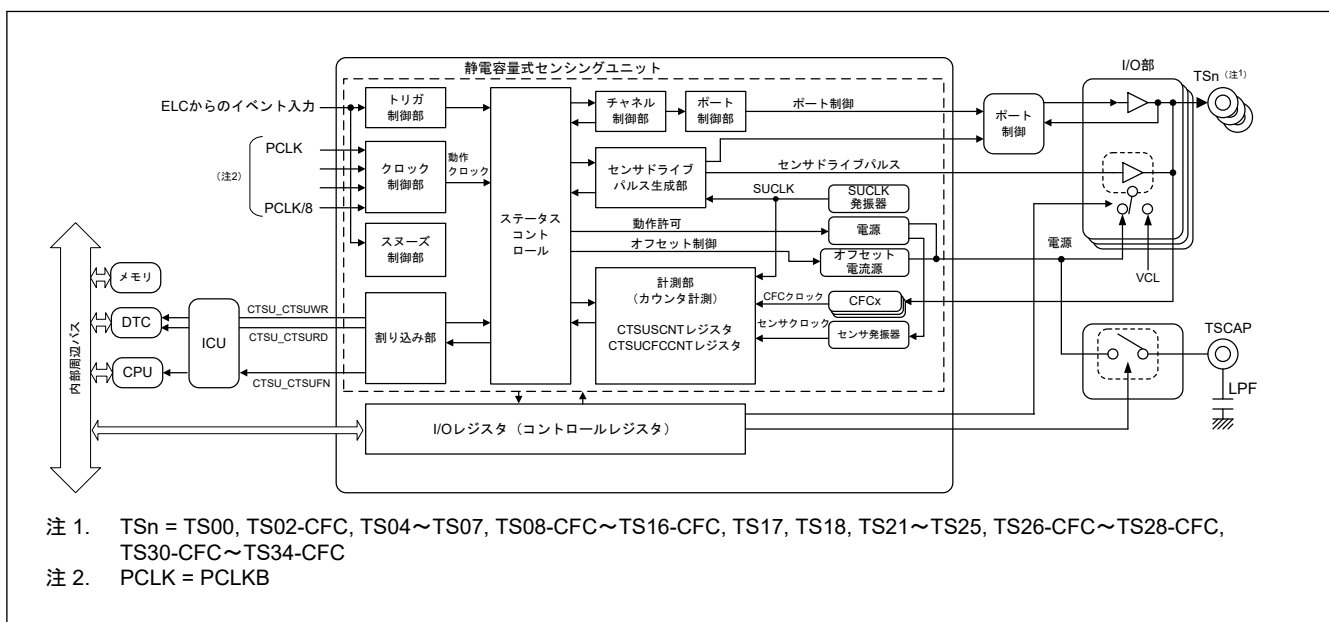 静電容量式センシングユニット
I/O部
TSn (注1)
ELCからのイベント入力
トリガ
制御部
チャネル
制御部
ポート
制御部
ポート制御
ポート
制御
PCLK
(注2)
PCLK/8
クロック
制御部
動作
クロック
センサドライブ
パルス生成部
センサドライブパルス
SUCLK
SUCLK
発振器
ステータス
コント
ロール
動作許可
電源
オフセット制御
オフセット
電流源
電源
VCL
スヌーズ
制御部
計測部
(カウンタ計測)
CTSUSCNTレジスタ
CTSUCFCCNTレジスタ
CFCクロック
CFCx
センサクロック
センサ発振器
内部周辺バス
メモリ
DTC
CPU
ICU
CTSU_CTSUWR
CTSU_CTSURD
CTSU_CTSUFN
割り込み部
TSCAP
LPF
I/Oレジスタ(コントロールレジスタ)
注 1. TSn = TS00, TS02-CFC, TS04～TS07, TS08-CFC～TS16-CFC, TS17, TS18, TS21～TS25, TS26-CFC～TS28-CFC,
TS30-CFC～TS34-CFC
注 2. PCLK = PCLKB